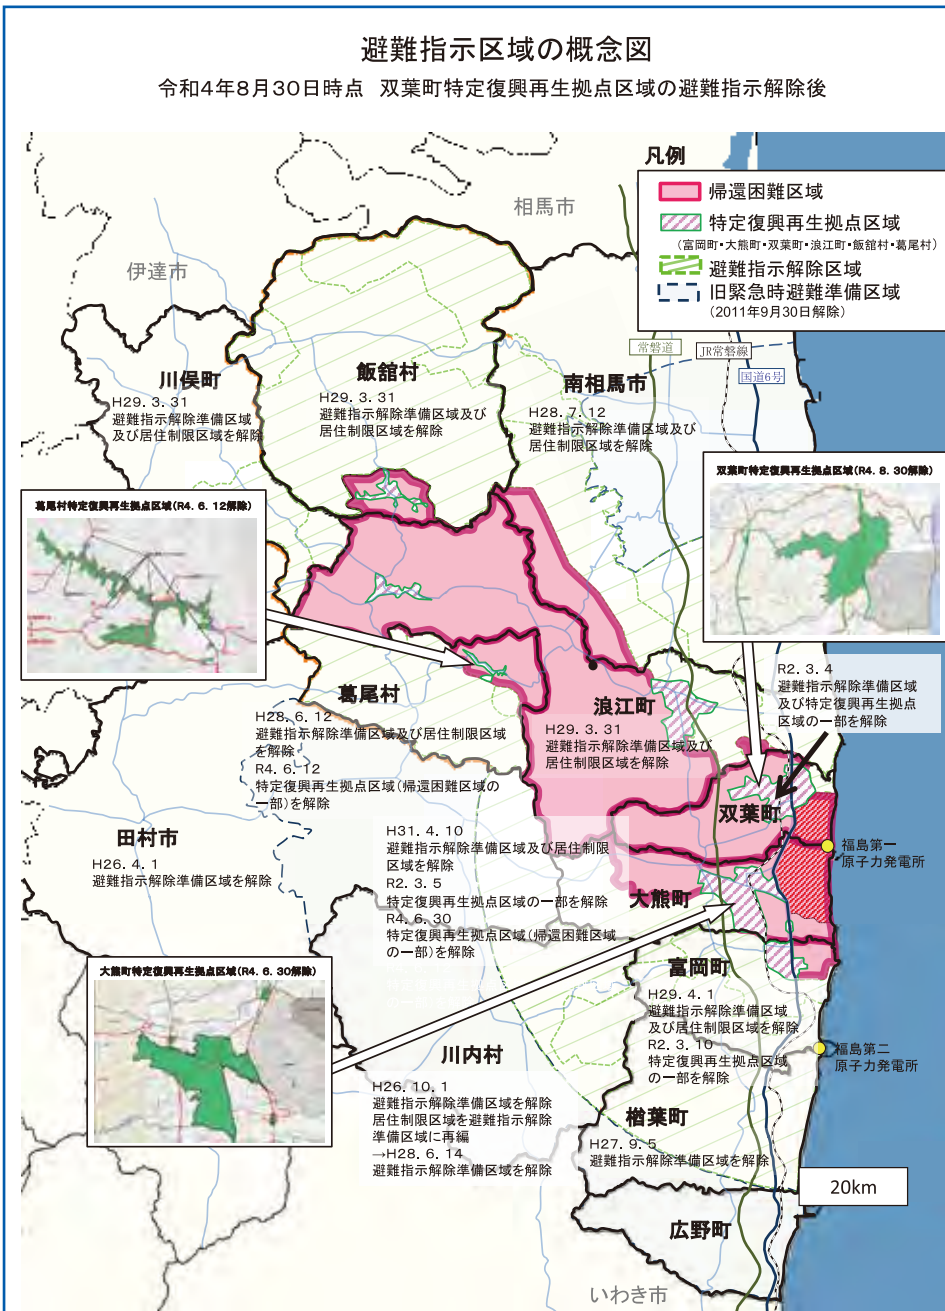 避難指示区域の概念図
令和4年8月30日時点 双葉町特定復興再生拠点区域の避難指示解除後
凡例
帰還困難区域
特定復興再生拠点区域
(富岡町・大熊町・双葉町・浪江町・飯舘村・葛尾村)
避難指示解除区域
旧緊急時避難準備区域
(2011年9月30日解除)
相馬市
伊達市
常磐道
JR常磐線
国道6号
川俣町
H29. 3. 31
避難指示解除準備区域
及び居住制限区域を解除
飯舘村
H29. 3. 31
避難指示解除準備区域及び
居住制限区域を解除
南相馬市
H28. 7. 12
避難指示解除準備区域及び
居住制限区域を解除
双葉町特定復興再生拠点区域(R4. 8. 30解除)
葛尾村特定復興再生拠点区域(R4. 6. 12解除)
R2. 3. 4
避難指示解除準備区域
及び特定復興再生拠点
区域の一部を解除
葛尾村
H28. 6. 12
避難指示解除準備区域及び居住制限区域
を解除
R4. 6. 12
特定復興再生拠点区域(帰還困難区域の
一部)を解除
浪江町
H29. 3. 31
避難指示解除準備区域及び
居住制限区域を解除
双葉町
田村市
H26. 4. 1
避難指示解除準備区域を解除
H31. 4. 10
避難指示解除準備区域及び居住制限
区域を解除
R2. 3. 5
特定復興再生拠点区域の一部を解除
R4. 6. 30
特定復興再生拠点区域(帰還困難区域
の一部)を解除
大熊町
福島第一
原子力発電所
大熊町特定復興再生拠点区域(R4. 6. 30解除)
富岡町
H29. 4. 1
避難指示解除準備区域
及び居住制限区域を解除
R2. 3. 10
特定復興再生拠点区域
の一部を解除
福島第二
原子力発電所
川内村
H26. 10. 1
避難指示解除準備区域を解除
居住制限区域を避難指示解除
準備区域に再編
→H28. 6. 14
避難指示解除準備区域を解除
楢葉町
H27. 9. 5
避難指示解除準備区域を解除
20km
広野町
いわき市